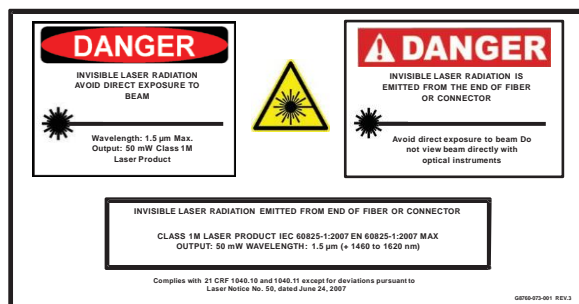 DANGER
INVISIBLE LASER RADIATION
AVOID DIRECT EXPOSURE TO
BEAM
Wavelength: 1.5 µm Max.
Output: 50 mW Class 1M
Laser Product
DANGER
INVISIBLE LASER RADIATION IS
EMITTED FROM THE END OF FIBER
OR CONNECTOR
Avoid direct exposure to beam Do
not view beam directly with
optical instruments
INVISIBLE LASER RADIATION EMITTED FROM END OF FIBER OR CONNECTOR
CLASS 1M LASER PRODUCT IEC 60825-1:2007 EN 60825-1:2007 MAX
OUTPUT: 50 mW WAVELENGTH: 1.5 µm (+ 1460 to 1620 nm)
Complies with 21 CRF 1040.10 and 1040.11 except for deviations pursuant to
Laser Notice No. 50, dated June 24, 2007
G8760-073-001 REV.3